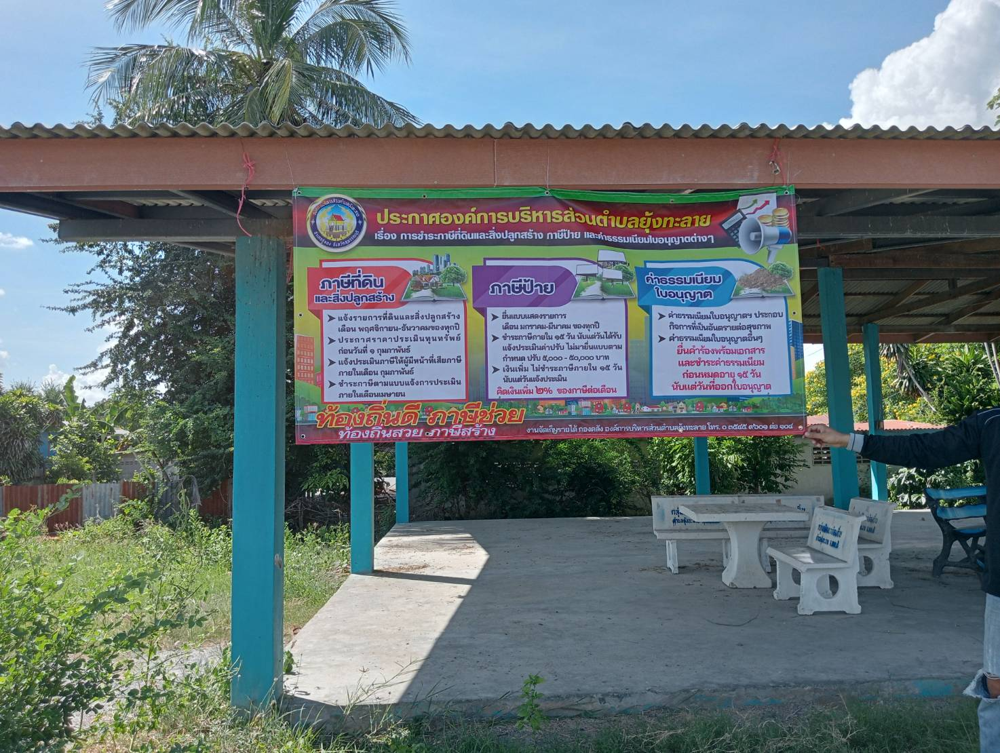 ประกาศองค์การบริหารส่วนตำบลยุ้งทะลาย
เรื่อง การชำระภาษีที่ดินและสิ่งปลูกสร้าง ภาษีป้าย และค่าธรรมเนียมใบอนุญาตต่างๆ
ภาษีที่ดิน
และสิ่งปลูกสร้าง
แจ้งรายการที่ดินและสิ่งปลูกสร้าง
เดือน พฤศจิกายน-ธันวาคมของทุกปี
ประกาศราคาประเมินทุนทรัพย์
ก่อนวันที่ ๑ กุมภาพันธ์
แจ้งประเมินภาษีให้ผู้มีหน้าที่เสียภาษี
ภายในเดือน กุมภาพันธ์
ชำระภาษีตามแบบแจ้งการประเมิน
ภายในเดือนเมษายน
ภาษีป้าย
ยื่นแบบแสดงรายการ
เดือน มกราคม-มีนาคม ของทุกปี
ชำระภาษีภายใน ๑๕ วัน นับแต่วันได้รับ
แจ้งประเมินค่าปรับ ไม่มายื่นแบบตาม
กำหนด ปรับ ๕,๐๐๐ - ๕๐,๐๐๐ บาท
เงินเพิ่ม ไม่ชำระภาษีภายใน ๑๕ วัน
นับแต่วันแจ้งประเมิน
คิดเงินเพิ่ม ๒% ของภาษีต่อเดือน
ค่าธรรมเนียม
ใบอนุญาต
ค่าธรรมเนียมใบอนุญาตฯ ประกอบ
กิจการที่เป็นอันตรายต่อสุขภาพ
ค่าธรรมเนียมใบอนุญาตอื่นๆ
ยื่นคำร้องพร้อมเอกสาร
และชำระค่าธรรมเนียม
ก่อนหมดอายุ ๑๕ วัน
นับแต่วันที่ออกใบอนุญาต
ท้องถิ่นดี ภาษีช่วย
ท้องถิ่นสวย ภาษีสร้าง
งานจัดเก็บรายได้ กองคลัง องค์การบริหารส่วนตำบลยุ้งทะลาย โทร. ๐ ๓๕๔๕ ๙๖๐๑ ต่อ ๑๐๔